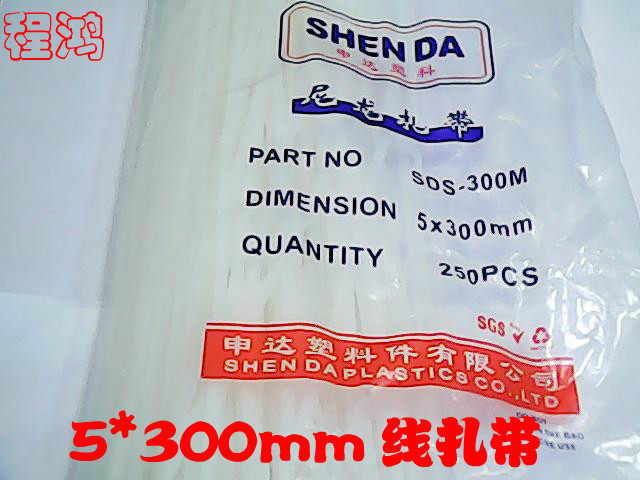 程鸿
SHEN DA
申达塑料
尼龙扎带
PART NO SDS-300M
DIMENSION 5x300mm
QUANTITY 250PCS
SGS
申达塑料件有限公司
SHEN DA PLASTICS CO.,LTD
5*300mm 线扎带